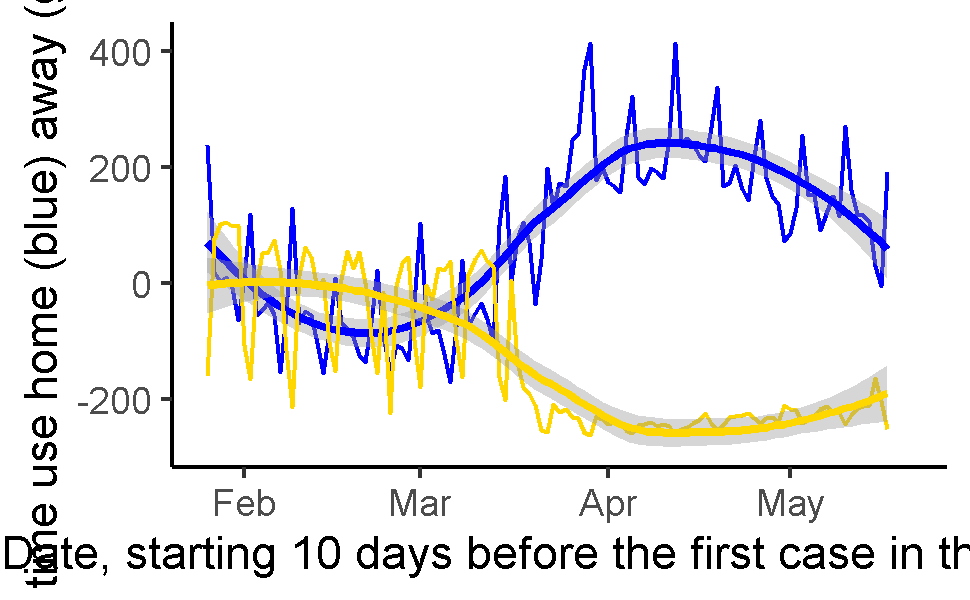 time use home (blue) away (
400
200
0
-200
Feb Mar Apr May
Date, starting 10 days before the first case in th